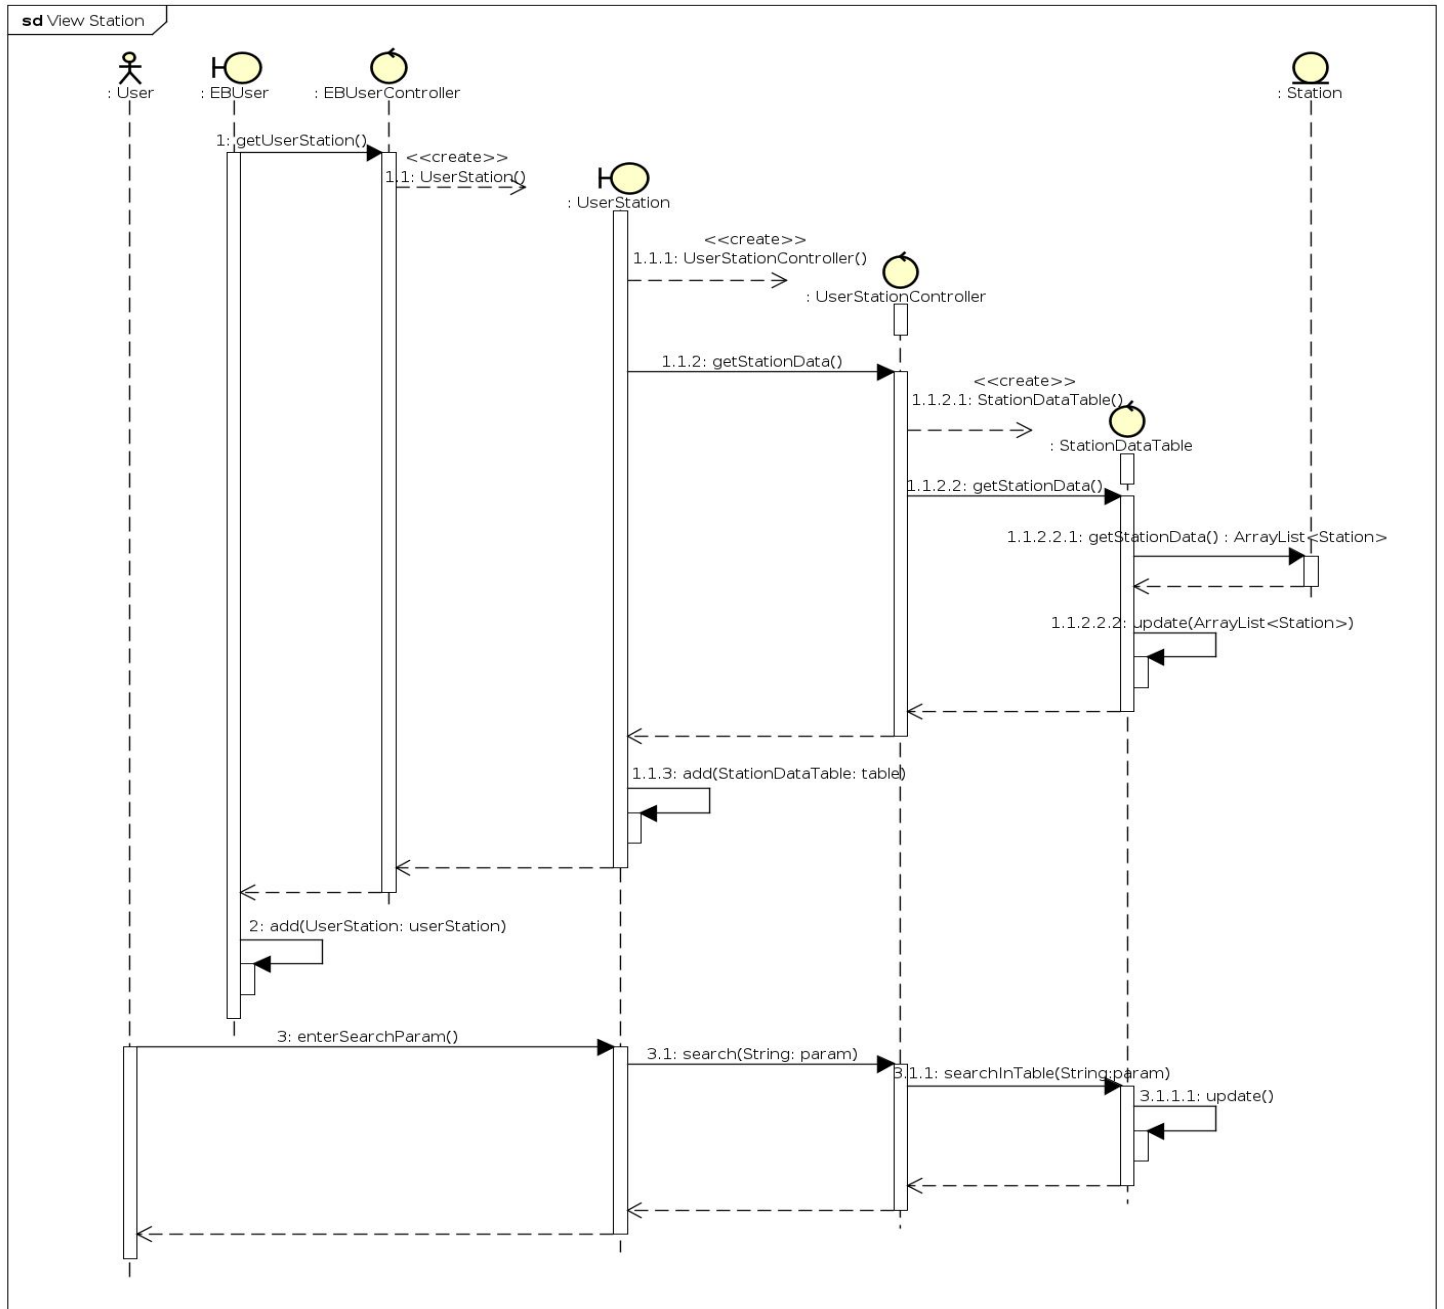 sd View Station
: User
: EBUser
: EBUserController
: Station
1: getUserStation()
<<create>>
1.1: UserStation()
: UserStation
<<create>>
1.1.1: UserStationController()
: UserStationController
1.1.2: getStationData()
<<create>>
1.1.2.1: StationDataTable()
: StationDataTable
1.1.2.2: getStationData()
1.1.2.2.1: getStationData() : ArrayList<Station>
1.1.2.2.2: update(ArrayList<Station>)
1.1.3: add(StationDataTable: table)
2: add(UserStation: userStation)
3: enterSearchParam()
3.1: search(String: param)
3.1.1: searchInTable(String:param)
3.1.1.1: update()